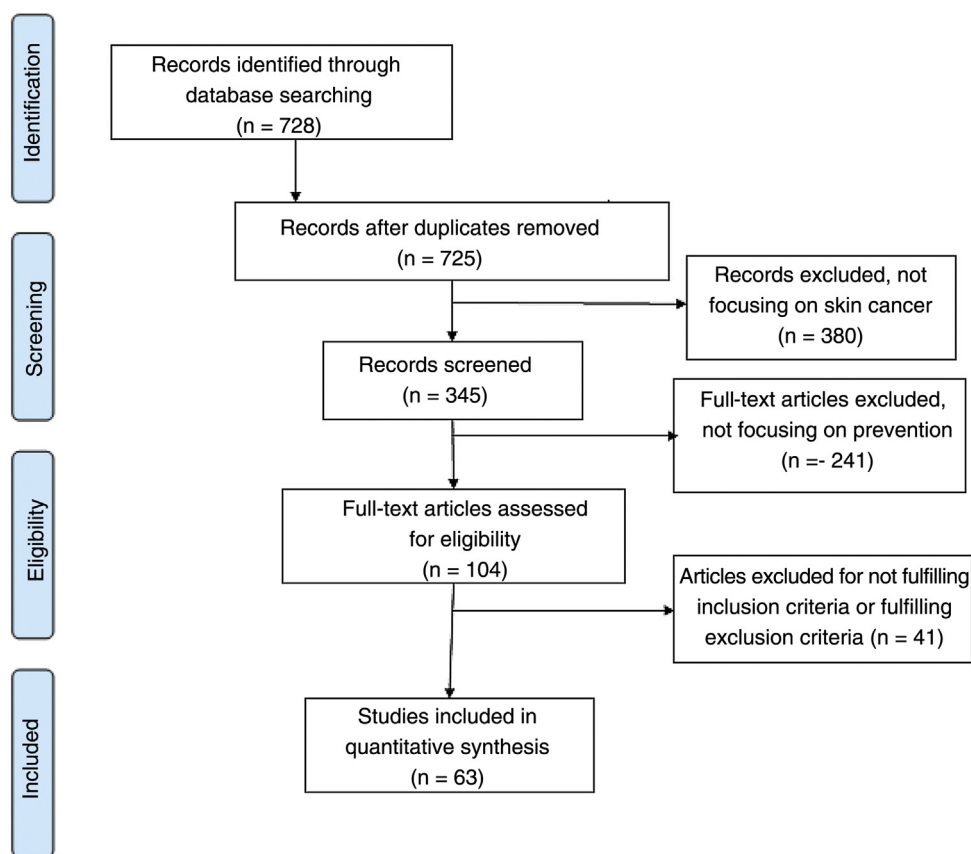 Identification
Records identified through
database searching
(n = 728)
Records after duplicates removed
(n = 725)
Screening
Records excluded, not
focusing on skin cancer
(n = 380)
Records screened
(n = 345)
Full-text articles excluded,
not focusing on prevention
(n =- 241)
Eligibility
Full-text articles assessed
for eligibility
(n = 104)
Articles excluded for not fulfilling
inclusion criteria or fulfilling
exclusion criteria (n = 41)
Included
Studies included in
quantitative synthesis
(n = 63)